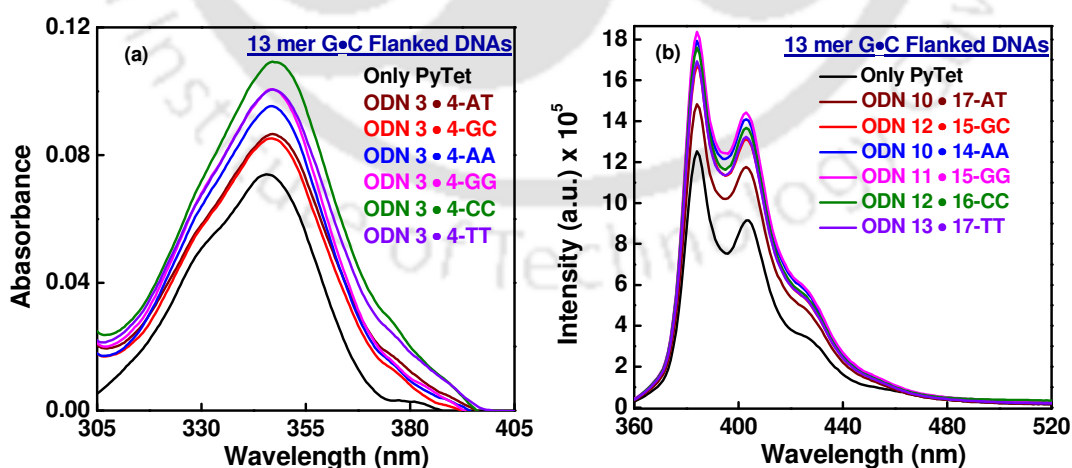 (a)
13 mer G•C Flanked DNAs
Only PyTet
ODN 3 • 4-AT
ODN 3 • 4-GC
ODN 3 • 4-AA
ODN 3 • 4-GG
ODN 3 • 4-CC
ODN 3 • 4-TT
0.12
0.08
0.04
0.00
Abasorbance
305
330
355
380
405
Wavelength (nm)
(b)
13 mer G•C Flanked DNAs
Only PyTet
ODN 10 • 17-AT
ODN 12 • 15-GC
ODN 10 • 14-AA
ODN 11 • 15-GG
ODN 12 • 16-CC
ODN 13 • 17-TT
18
16
14
12
10
8
6
4
2
0
Intensity (a.u.) x 10⁵
360
400
440
480
520
Wavelength (nm)
of Technology